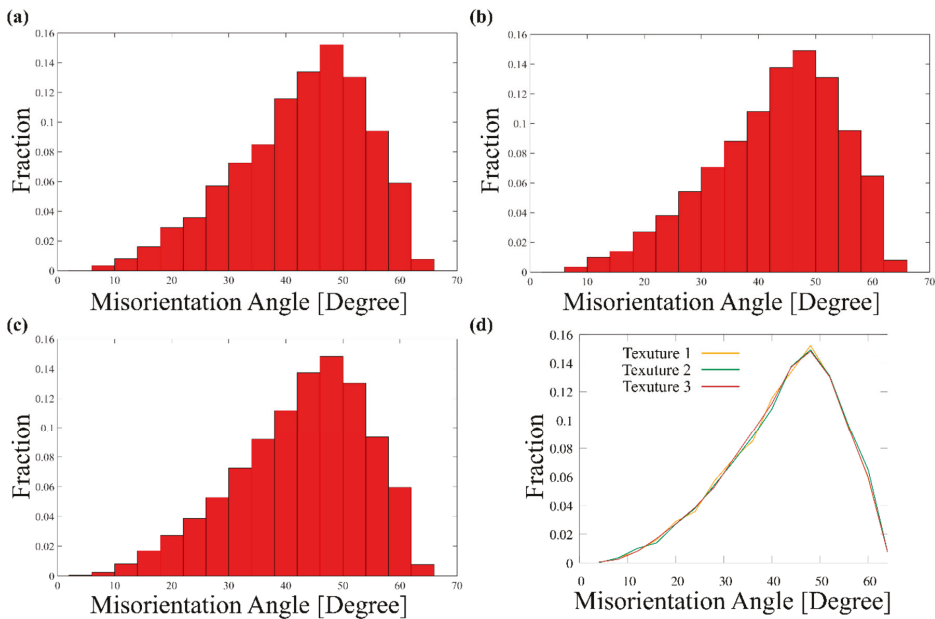 (a)
0.16
0.14
0.12
0.1
0.08
0.06
0.04
0.02
0
Fraction
0 10 20 30 40 50 60 70
Misorientation Angle [Degree]
(b)
0.16
0.14
0.12
0.1
0.08
0.06
0.04
0.02
0
Fraction
0 10 20 30 40 50 60 70
Misorientation Angle [Degree]
(c)
0.16
0.14
0.12
0.1
0.08
0.06
0.04
0.02
0
Fraction
0 10 20 30 40 50 60 70
Misorientation Angle [Degree]
(d)
0.16
0.14
0.12
0.1
0.08
0.06
0.04
0.02
0
Fraction
Texuture 1
Texuture 2
Texuture 3
0 10 20 30 40 50 60
Misorientation Angle [Degree]